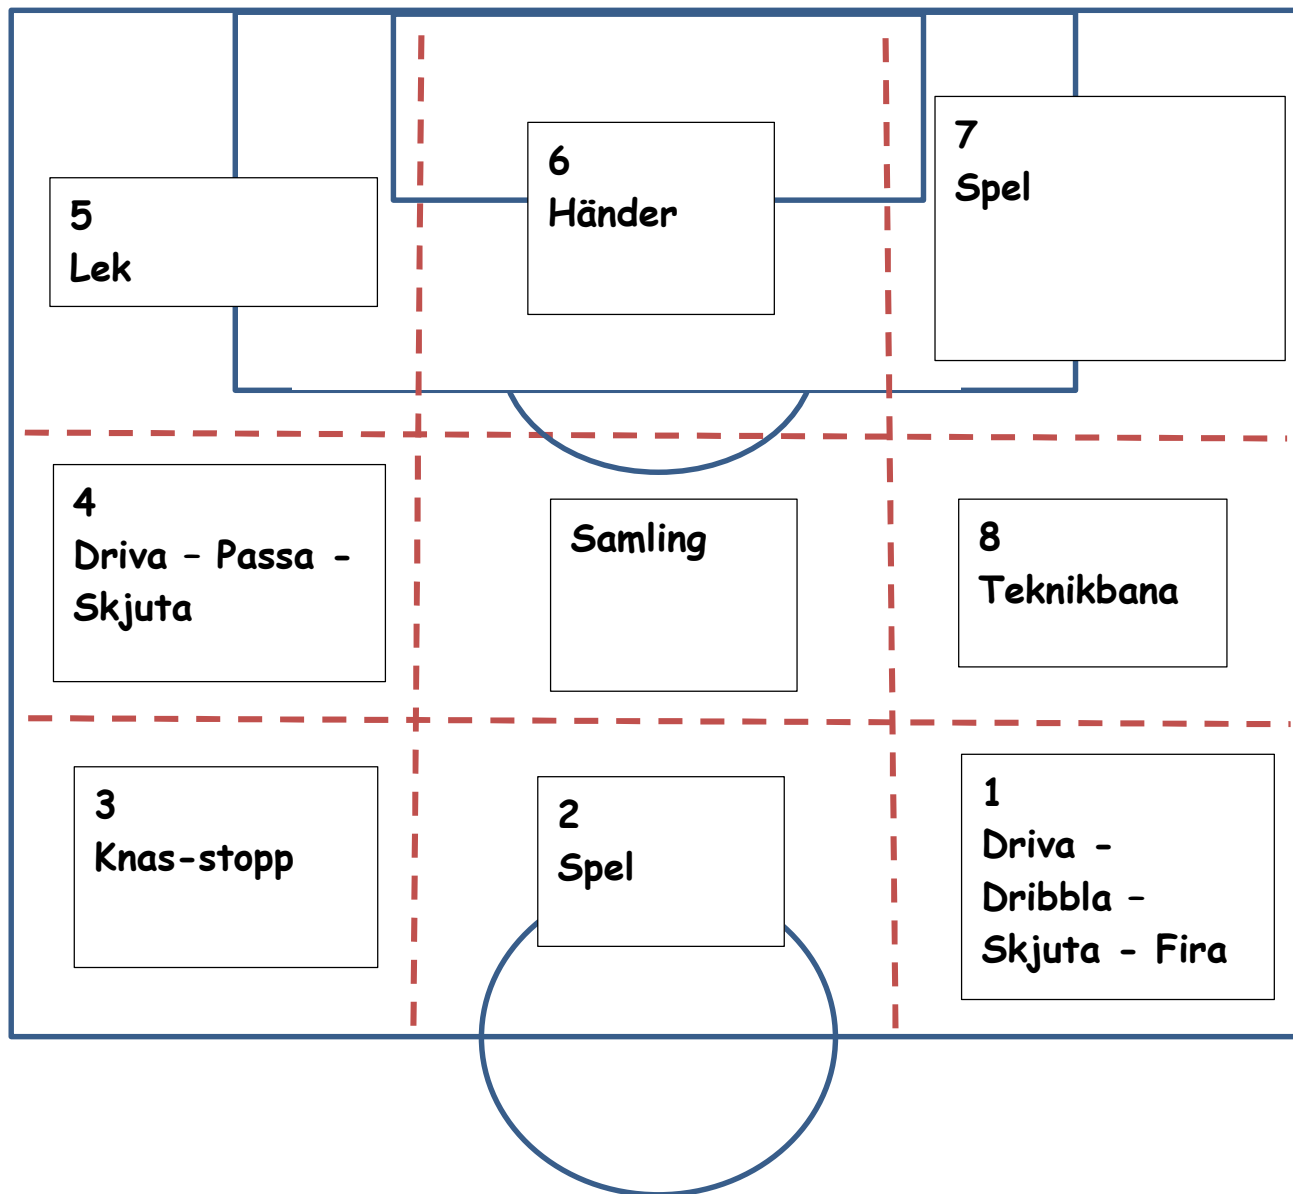 5
Lek
6
Händer
7
Spel
4
Driva – Passa -
Skjuta
Samling
8
Teknikbana
3
Knas-stopp
2
Spel
1
Driva -
Dribbla –
Skjuta - Fira